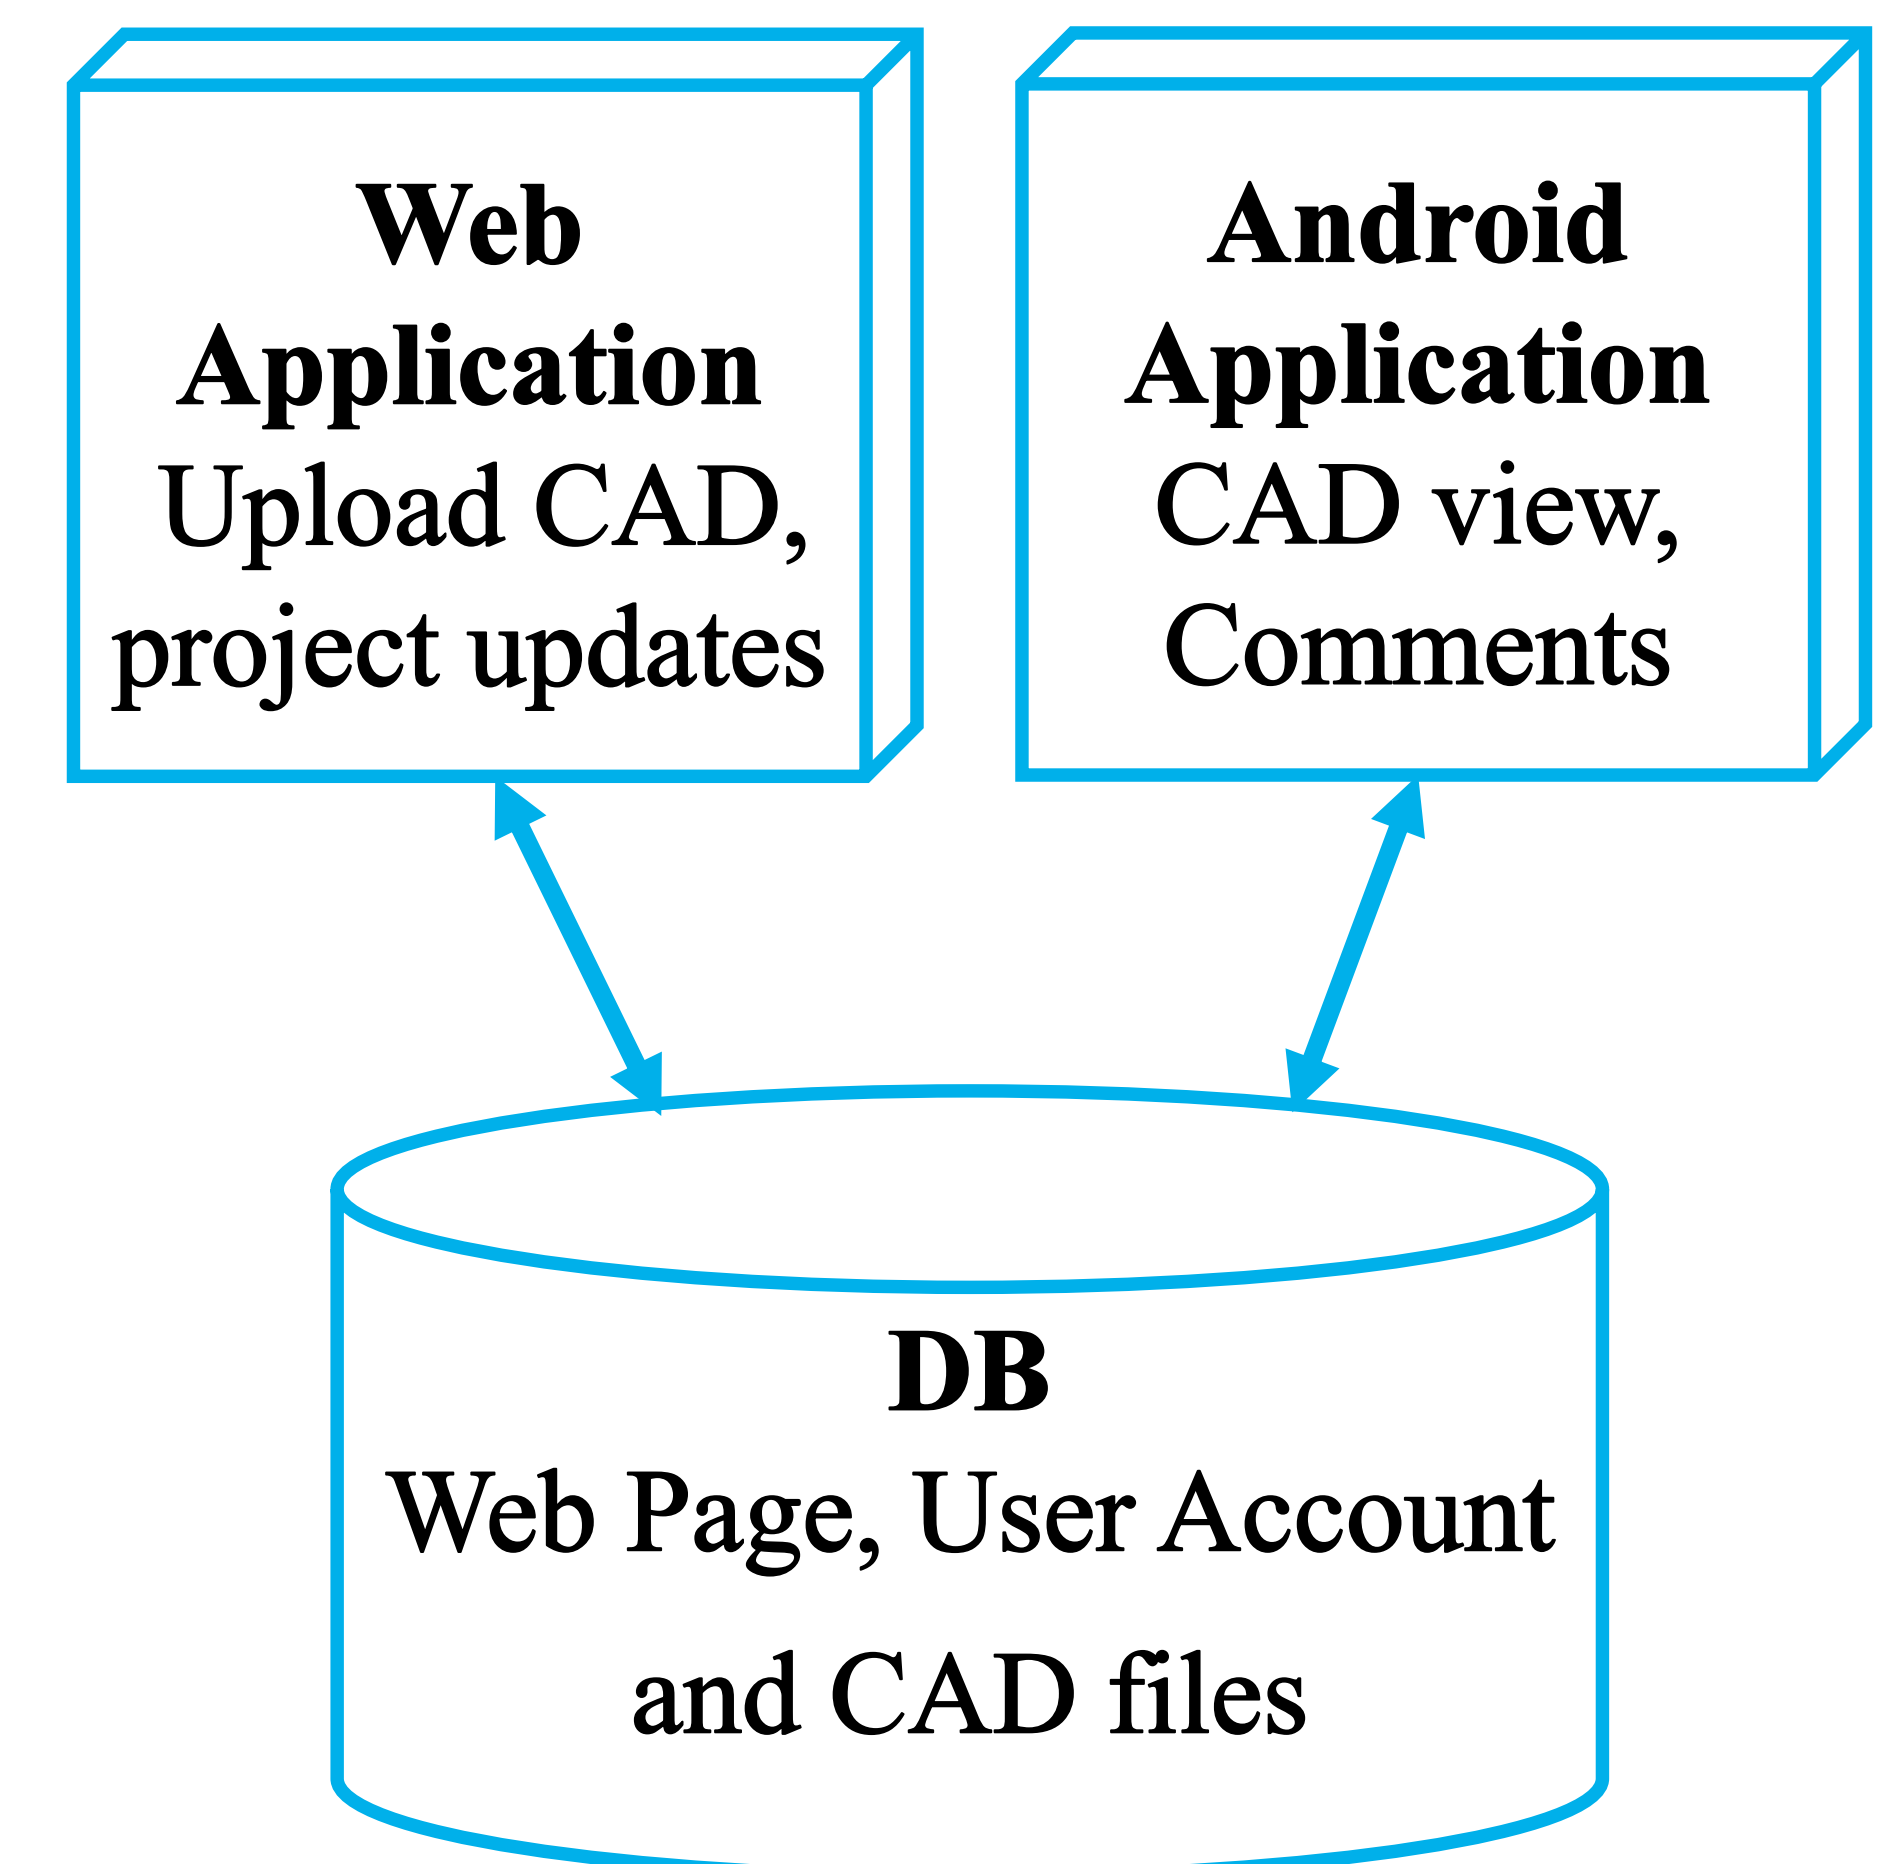 Web
Application
Upload CAD,
project updates
Android
Application
CAD view,
Comments
DB
Web Page, User Account
and CAD files